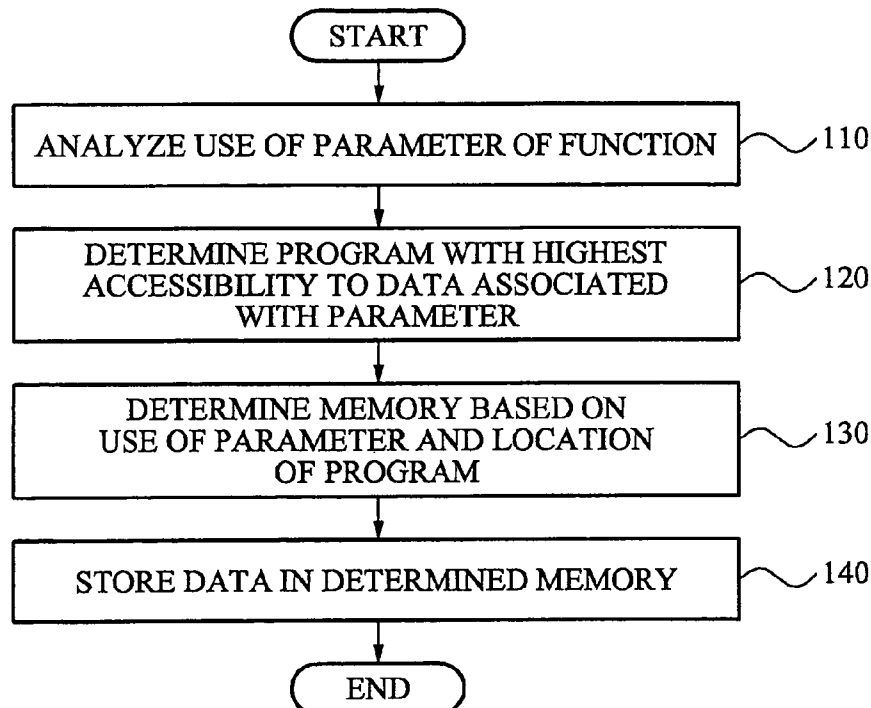 START
ANALYZE USE OF PARAMETER OF FUNCTION
110
DETERMINE PROGRAM WITH HIGHEST
ACCESSIBILITY TO DATA ASSOCIATED
WITH PARAMETER
120
DETERMINE MEMORY BASED ON
USE OF PARAMETER AND LOCATION
OF PROGRAM
130
STORE DATA IN DETERMINED MEMORY
140
END